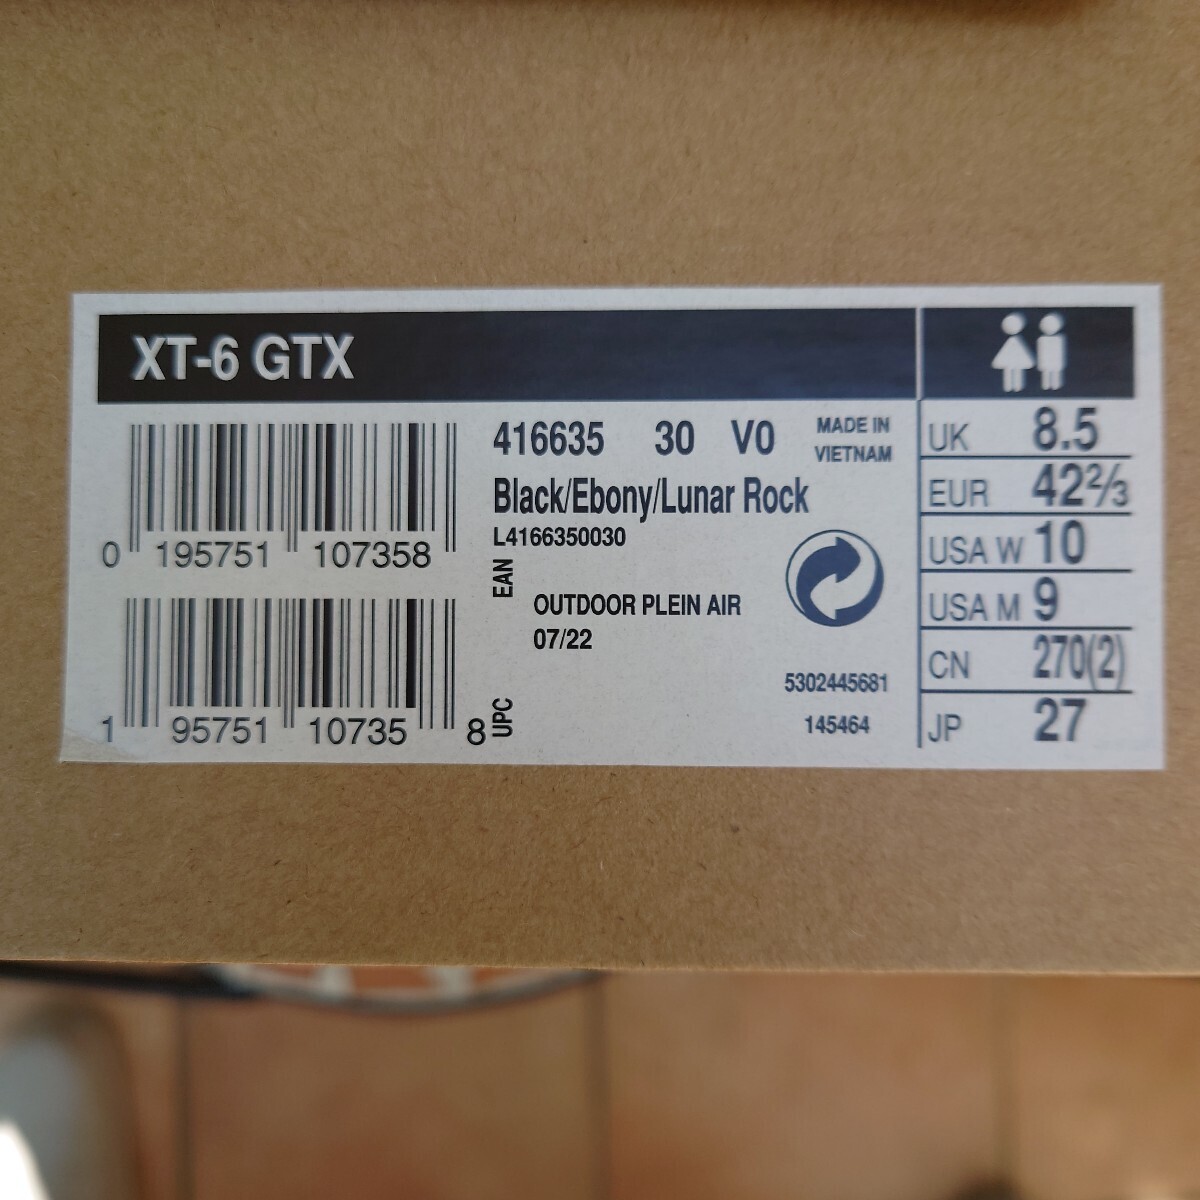 XT-6 GTX
416635 30 V0
MADE IN
VIETNAM
Black/Ebony/Lunar Rock
L4166350030
0 195751 107358
EAN
OUTDOOR PLEIN AIR
07/22
1 95751 10735 8
UPC
5302445681
145464
UK 8.5
EUR 42⅔
USA W 10
USA M 9
CN 270(2)
JP 27